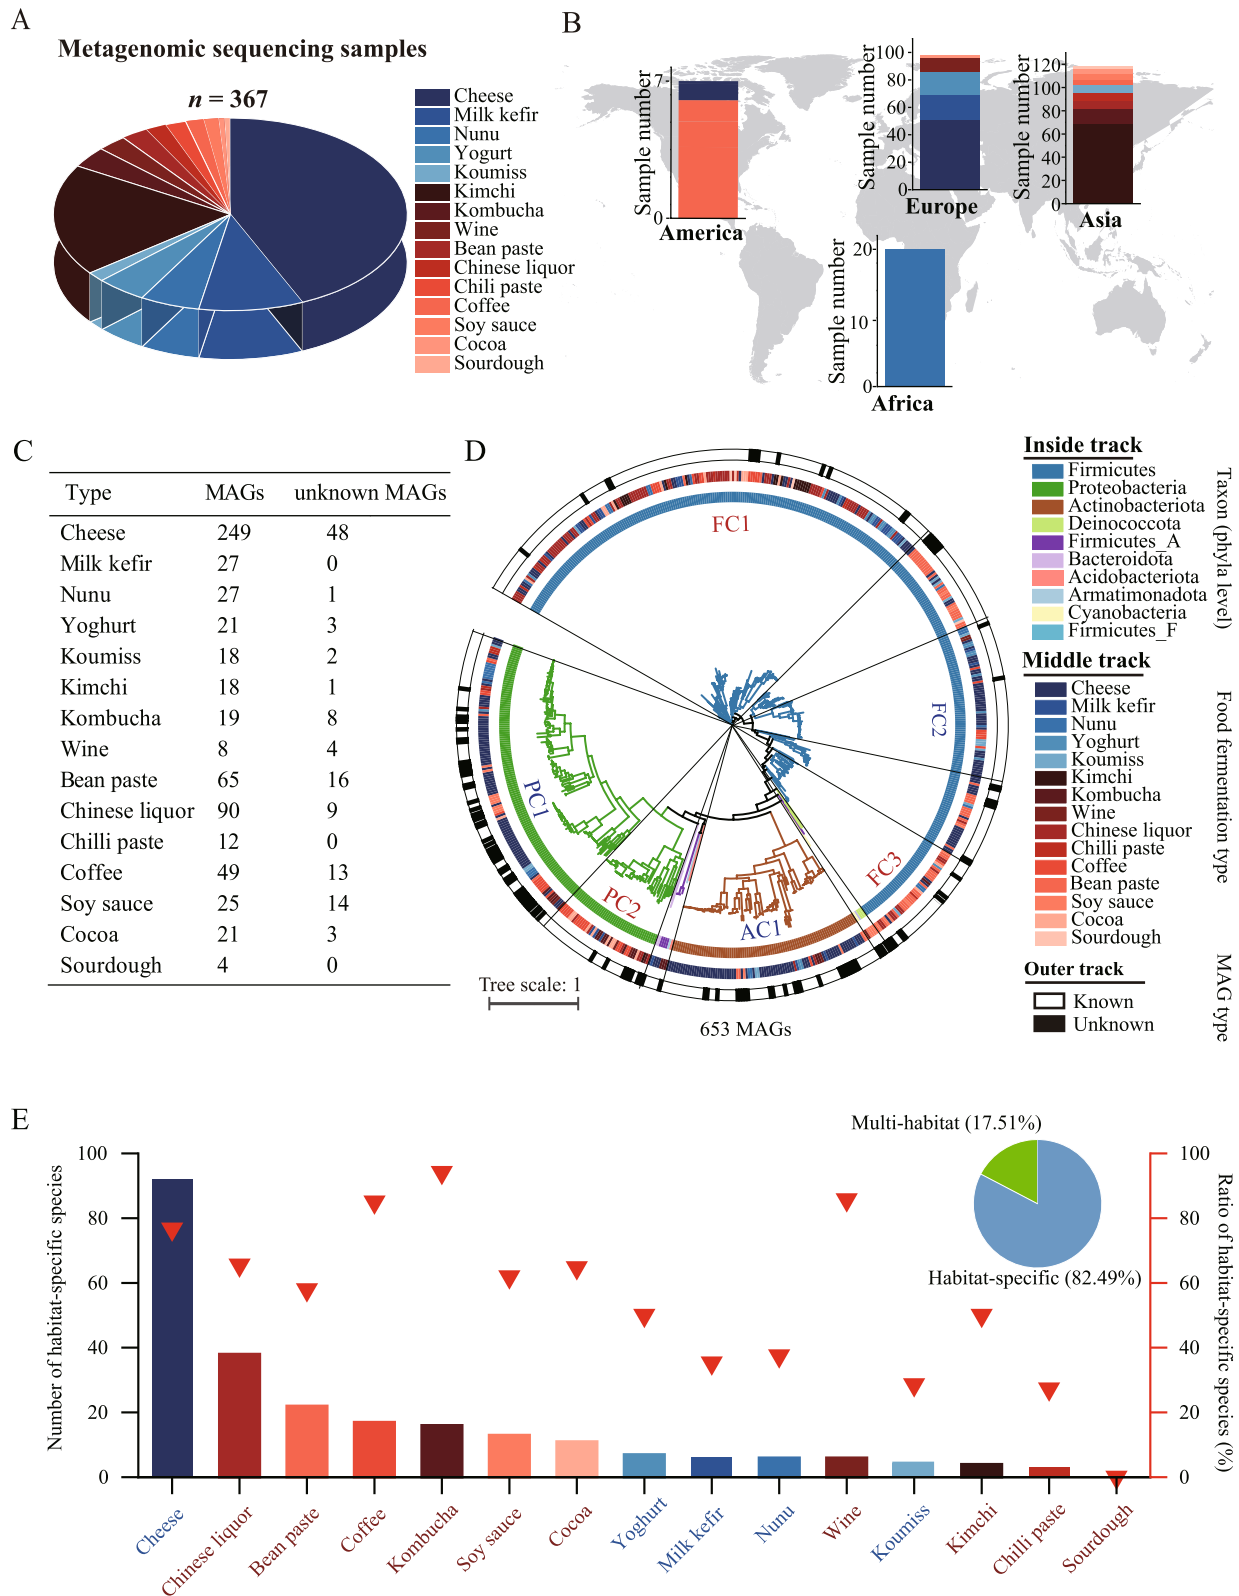 A
Metagenomic sequencing samples
n = 367
Cheese
Milk kefir
Nunu
Yogurt
Koumiss
Kimchi
Kombucha
Wine
Bean paste
Chinese liquor
Chili paste
Coffee
Soy sauce
Cocoa
Sourdough
B
Sample number
7
0
America
Sample number
100
80
60
40
20
0
Europe
Sample number
120
100
80
60
40
20
0
Asia
Sample number
20
10
0
Africa
C
Type MAGs unknown MAGs
Cheese 249 48
Milk kefir 27 0
Nunu 27 1
Yoghurt 21 3
Koumiss 18 2
Kimchi 18 1
Kombucha 19 8
Wine 8 4
Bean paste 65 16
Chinese liquor 90 9
Chilli paste 12 0
Coffee 49 13
Soy sauce 25 14
Cocoa 21 3
Sourdough 4 0
D
FC1
FC2
FC3
AC1
PC2
PC1
Tree scale: 1
653 MAGs
Inside track
Firmicutes
Proteobacteria
Actinobacteriota
Deinococcota
Firmicutes_A
Bacteroidota
Acidobacteriota
Armatimonadota
Cyanobacteria
Firmicutes_F
Taxon (phyla level)
Middle track
Cheese
Milk kefir
Nunu
Yoghurt
Koumiss
Kimchi
Kombucha
Wine
Chinese liquor
Chilli paste
Coffee
Bean paste
Soy sauce
Cocoa
Sourdough
Food fermentation type
Outer track
Known
Unknown
MAG type
E
Number of habitat-specific species
100
80
60
40
20
0
Multi-habitat (17.51%)
Habitat-specific (82.49%)
100
80
60
40
20
0
Ratio of habitat-specific species (%)
Cheese
Chinese liquor
Bean paste
Coffee
Kombucha
Soy sauce
Cocoa
Yoghurt
Milk kefir
Nunu
Wine
Koumiss
Kimchi
Chilli paste
Sourdough